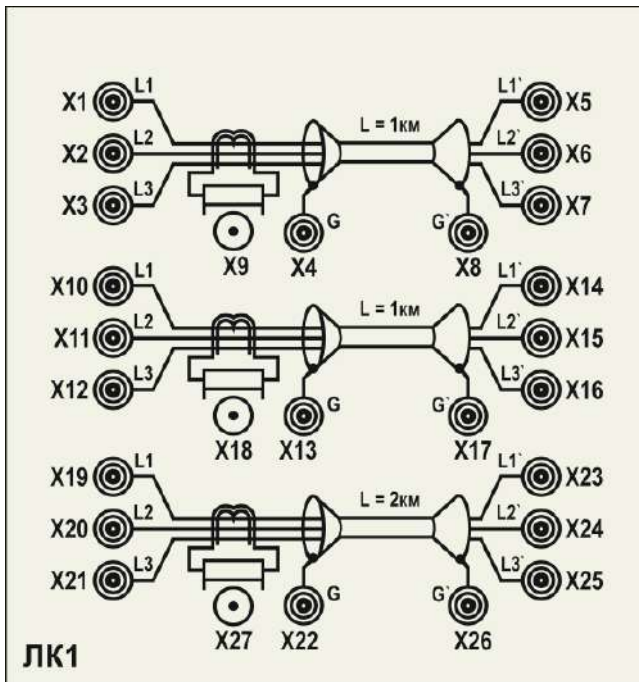 X1 L1 L1` X5
L = 1км
X2 L2 L2` X6
X3 L3 L3` X7
G G`
X9 X4 X8
X10 L1 L1` X14
L = 1км
X11 L2 L2` X15
X12 L3 L3` X16
G G`
X18 X13 X17
X19 L1 L1` X23
L = 2км
X20 L2 L2` X24
X21 L3 L3` X25
G G`
X27 X22 X26
ЛК1